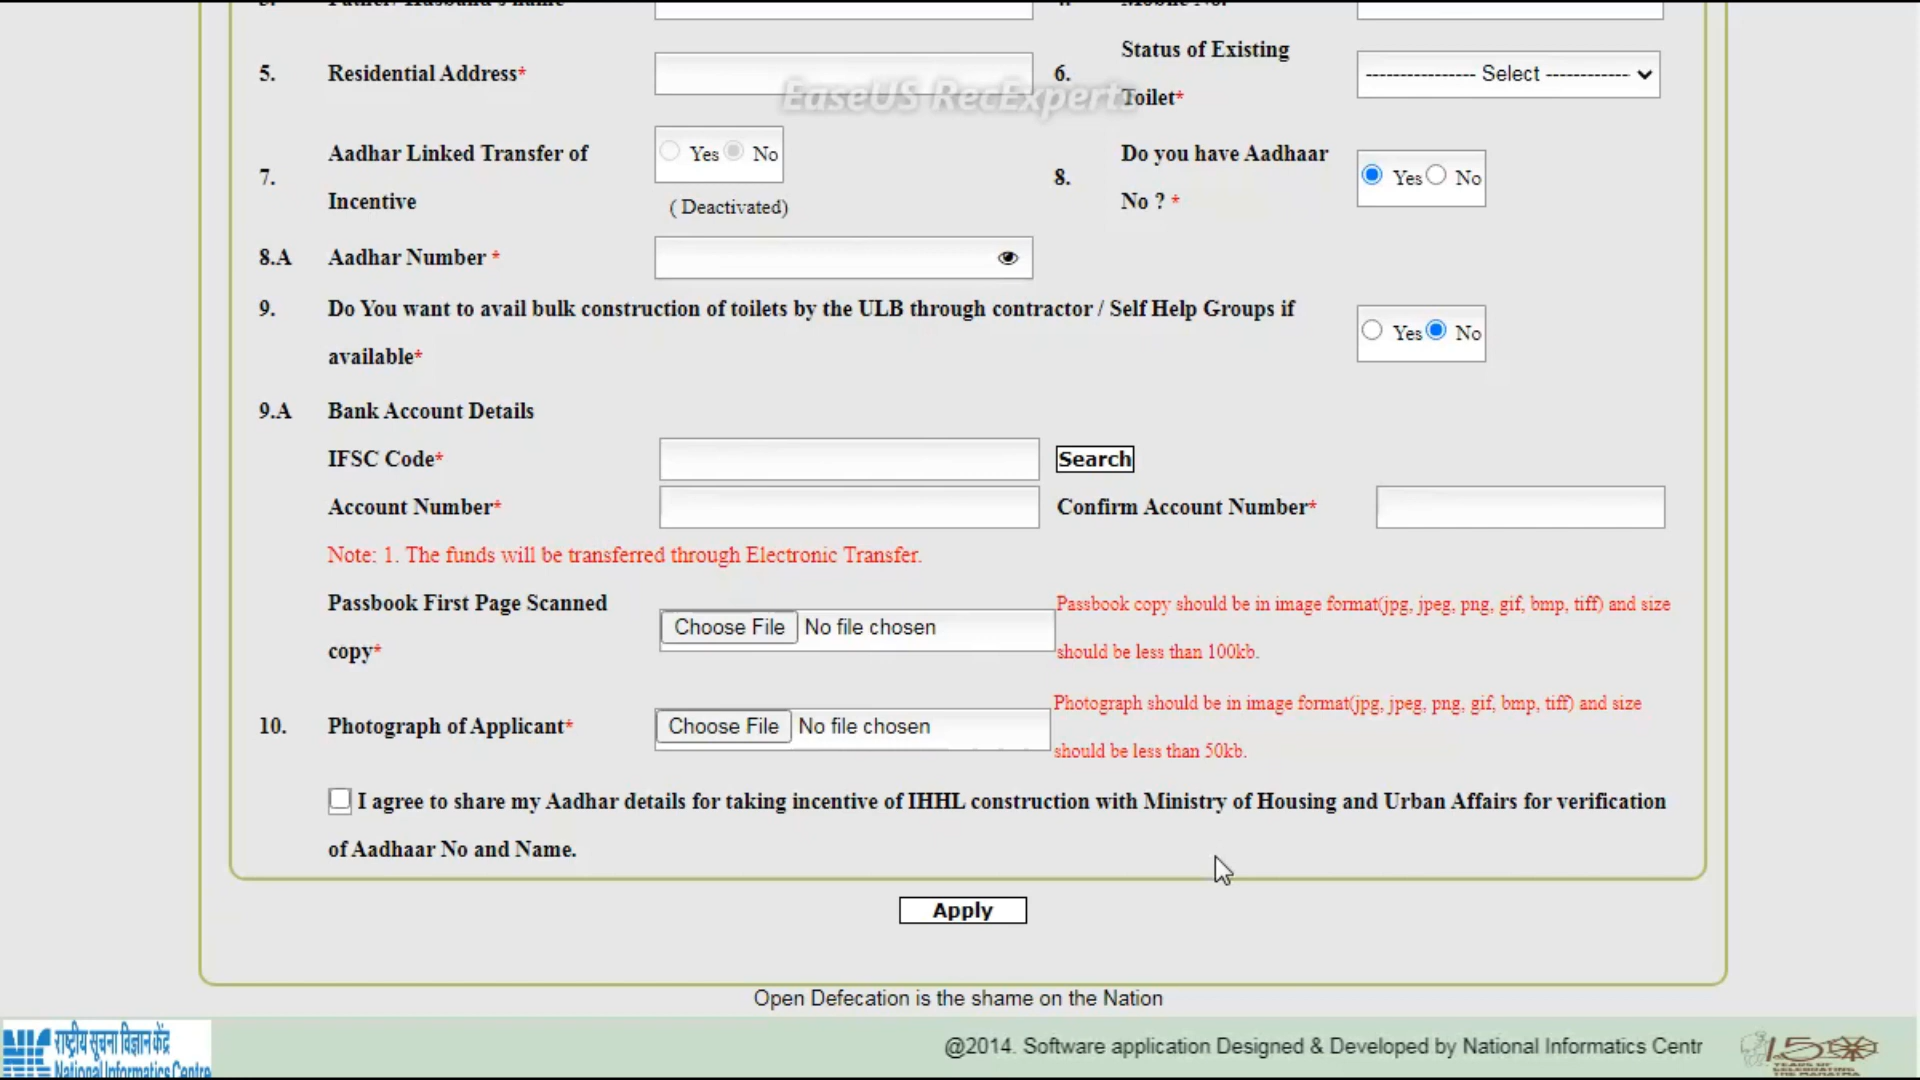 5. Residential Address*
6. Status of Existing
Toilet*
---------------- Select ------------
EaseUS RecExperts
7. Aadhar Linked Transfer of
Incentive
Yes No
( Deactivated)
8. Do you have Aadhaar
No ? *
Yes No
8.A Aadhar Number *
9. Do You want to avail bulk construction of toilets by the ULB through contractor / Self Help Groups if
available*
Yes No
9.A Bank Account Details
IFSC Code*
Search
Account Number*
Confirm Account Number*
Note: 1. The funds will be transferred through Electronic Transfer.
Passbook First Page Scanned
copy*
Choose File No file chosen
Passbook copy should be in image format(jpg, jpeg, png, gif, bmp, tiff) and size
should be less than 100kb.
10. Photograph of Applicant*
Choose File No file chosen
Photograph should be in image format(jpg, jpeg, png, gif, bmp, tiff) and size
should be less than 50kb.
I agree to share my Aadhar details for taking incentive of IHHL construction with Ministry of Housing and Urban Affairs for verification
of Aadhaar No and Name.
Apply
Open Defecation is the shame on the Nation
NIC
राष्ट्रीय सूचना विज्ञान केंद्र
National Informatics Centre
@2014. Software application Designed & Developed by National Informatics Centr
150